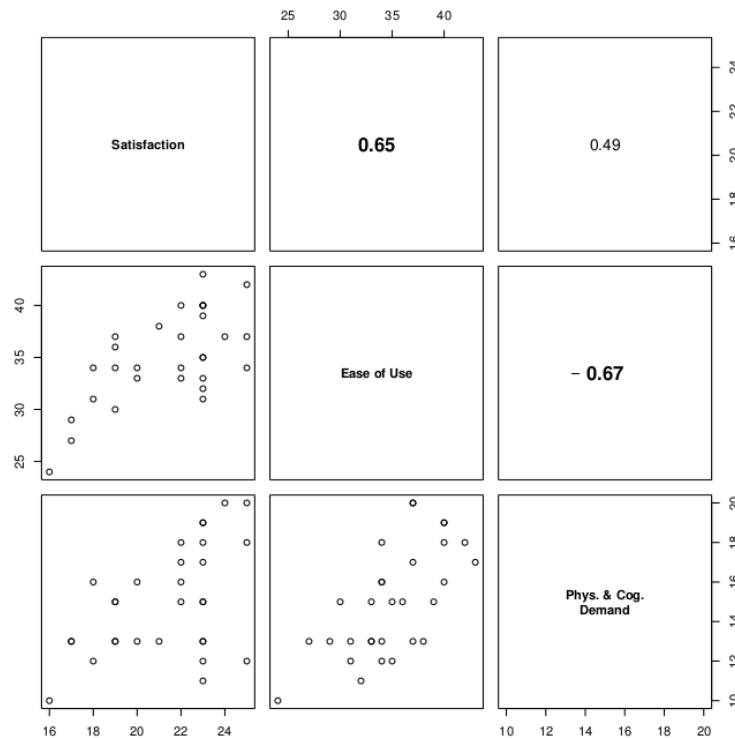 25 30 35 40
Satisfaction
0.65
0.49
16 18 20 22 24
25 30 35 40
Ease of Use
− 0.67
Phys. & Cog.
Demand
10 12 14 16 18 20
16 18 20 22 24
10 12 14 16 18 20